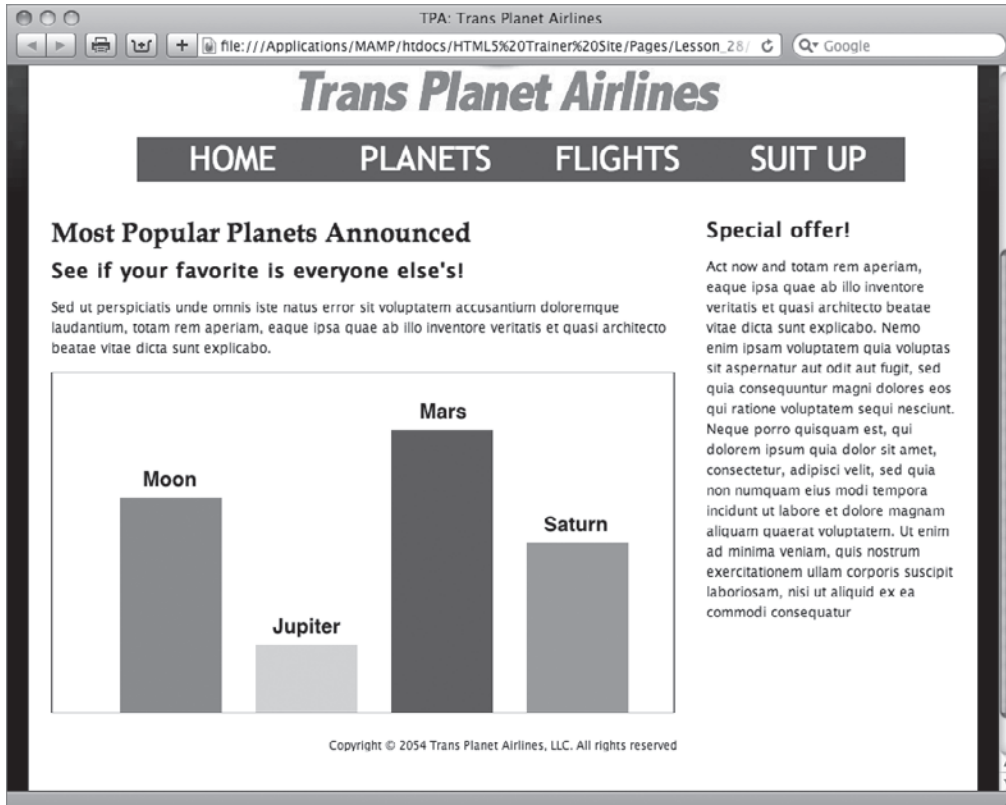 TPA: Trans Planet Airlines
file:///Applications/MAMP/htdocs/HTML5%20Trainer%20Site/Pages/Lesson_28/
Google
Trans Planet Airlines
HOME PLANETS FLIGHTS SUIT UP
Most Popular Planets Announced
See if your favorite is everyone else's!
Sed ut perspiciatis unde omnis iste natus error sit voluptatem accusantium doloremque
laudantium, totam rem aperiam, eaque ipsa quae ab illo inventore veritatis et quasi architecto
beatae vitae dicta sunt explicabo.
Moon
Jupiter
Mars
Saturn
Special offer!
Act now and totam rem aperiam,
eaque ipsa quae ab illo inventore
veritatis et quasi architecto beatae
vitae dicta sunt explicabo. Nemo
enim ipsam voluptatem quia voluptas
sit aspernatur aut odit aut fugit, sed
quia consequuntur magni dolores eos
qui ratione voluptatem sequi nesciunt.
Neque porro quisquam est, qui
dolorem ipsum quia dolor sit amet,
consectetur, adipisci velit, sed quia
non numquam eius modi tempora
incidunt ut labore et dolore magnam
aliquam quaerat voluptatem. Ut enim
ad minima veniam, quis nostrum
exercitationem ullam corporis suscipit
laboriosam, nisi ut aliquid ex ea
commodi consequatur
Copyright © 2054 Trans Planet Airlines, LLC. All rights reserved